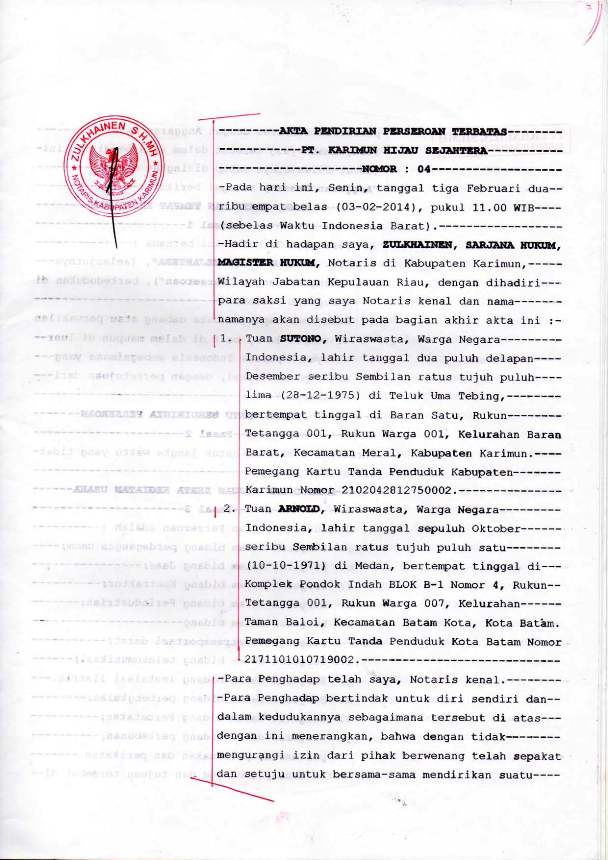 ZULKHAINEN S.H.MH
NOTARIS KABUPATEN KARIMUN
---------AKTA PENDIRIAN PERSEROAN TERBATAS--------
------------PT. KARIMUN HIJAU SEJAHTERA-----------
---------------------NOMOR : 04-------------------
-Pada hari ini, Senin, tanggal tiga Februari dua--
ribu empat belas (03-02-2014), pukul 11.00 WIB----
(sebelas Waktu Indonesia Barat).------------------
-Hadir di hadapan saya, ZULKHAINEN, SARJANA HUKUM,
MAGISTER HUKUM, Notaris di Kabupaten Karimun,-----
Wilayah Jabatan Kepulauan Riau, dengan dihadiri---
para saksi yang saya Notaris kenal dan nama-------
namanya akan disebut pada bagian akhir akta ini :-
1. Tuan SUTONO, Wiraswasta, Warga Negara---------
Indonesia, lahir tanggal dua puluh delapan----
Desember seribu Sembilan ratus tujuh puluh----
lima (28-12-1975) di Teluk Uma Tebing,--------
bertempat tinggal di Baran Satu, Rukun--------
Tetangga 001, Rukun Warga 001, Kelurahan Baran
Barat, Kecamatan Meral, Kabupaten Karimun.----
Pemegang Kartu Tanda Penduduk Kabupaten-------
Karimun Nomor 2102042812750002.---------------
2. Tuan ARNOLD, Wiraswasta, Warga Negara---------
Indonesia, lahir tanggal sepuluh Oktober------
seribu Sembilan ratus tujuh puluh satu--------
(10-10-1971) di Medan, bertempat tinggal di---
Komplek Pondok Indah BLOK B-1 Nomor 4, Rukun--
Tetangga 001, Rukun Warga 007, Kelurahan------
Taman Baloi, Kecamatan Batam Kota, Kota Batam.
Pemegang Kartu Tanda Penduduk Kota Batam Nomor
2171101010719002.-----------------------------
-Para Penghadap telah saya, Notaris kenal.--------
-Para Penghadap bertindak untuk diri sendiri dan--
dalam kedudukannya sebagaimana tersebut di atas---
dengan ini menerangkan, bahwa dengan tidak--------
mengurangi izin dari pihak berwenang telah sepakat
dan setuju untuk bersama-sama mendirikan suatu----